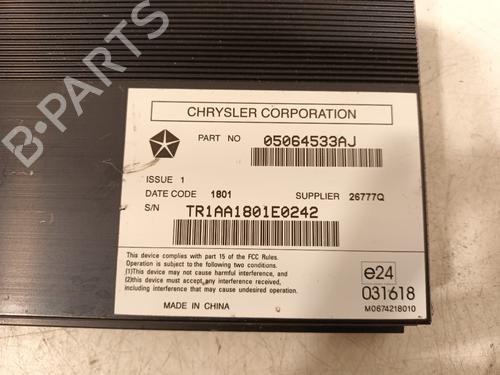 B-PARTS
CHRYSLER CORPORATION
PART NO 05064533AJ
ISSUE 1
DATE CODE 1801 SUPPLIER 26777Q
S/N TR1AA1801E0242
This device complies with part 15 of the FCC Rules.
Operation is subject to the following two conditions.
(1)This device may not cause harmful interference, and
(2)this device must accept any interference received,
including interference that may cause undesired operation.
MADE IN CHINA
e24
031618
M0674218010